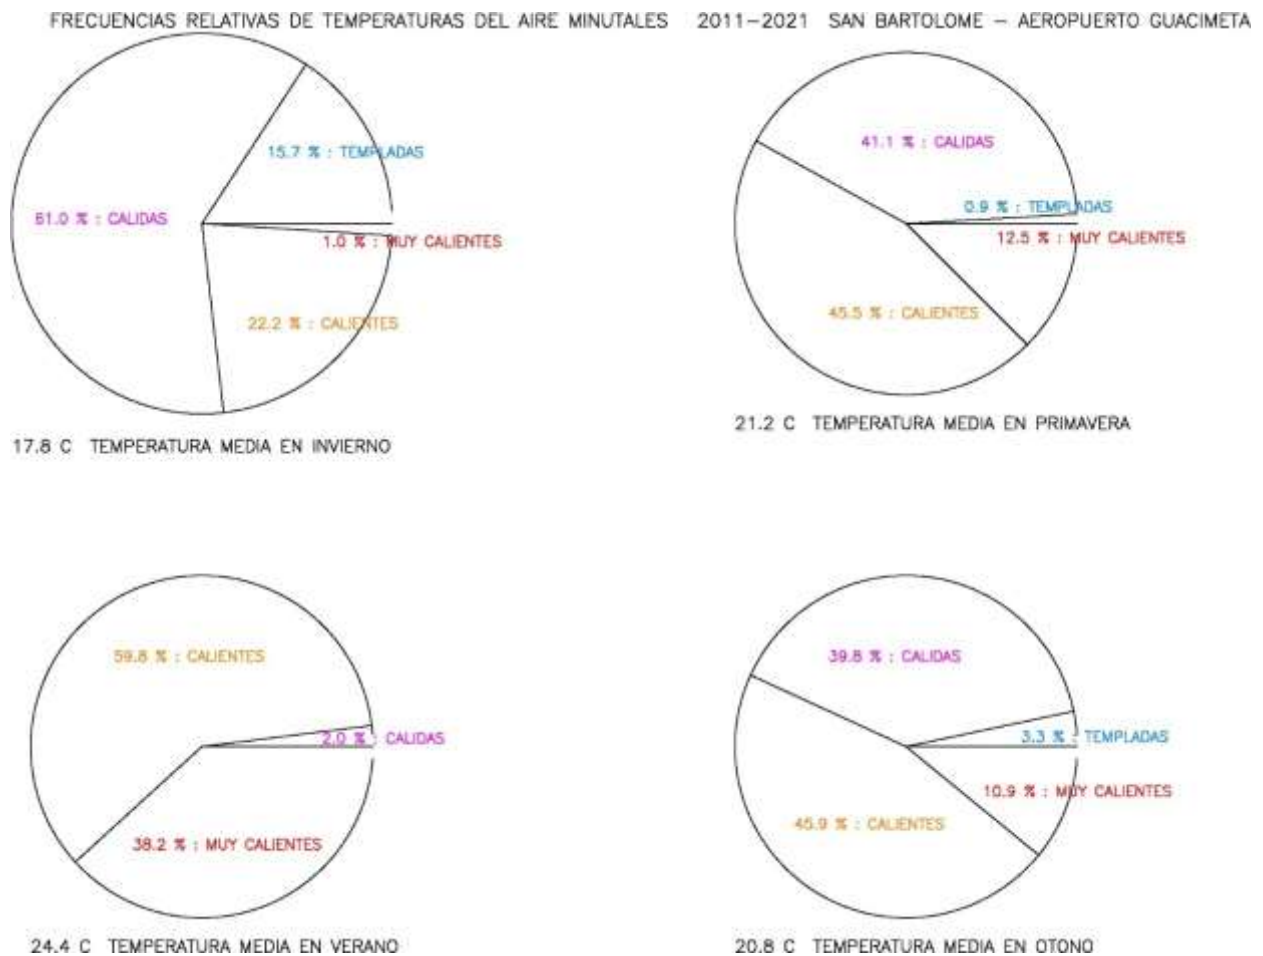 FRECUENCIAS RELATIVAS DE TEMPERATURAS DEL AIRE MINUTALES 2011-2021 SAN BARTOLOME - AEROPUERTO GUACIMETA
15.7 % : TEMPLADAS
61.0 % : CALIDAS
1.0 % : MUY CALIENTES
22.2 % : CALIENTES
17.8 C TEMPERATURA MEDIA EN INVIERNO
41.1 % : CALIDAS
0.9 % : TEMPLADAS
12.5 % : MUY CALIENTES
45.5 % : CALIENTES
21.2 C TEMPERATURA MEDIA EN PRIMAVERA
59.8 % : CALIENTES
2.0 % : CALIDAS
38.2 % : MUY CALIENTES
24.4 C TEMPERATURA MEDIA EN VERANO
39.8 % : CALIDAS
3.3 % : TEMPLADAS
10.9 % : MUY CALIENTES
45.9 % : CALIENTES
20.8 C TEMPERATURA MEDIA EN OTONO